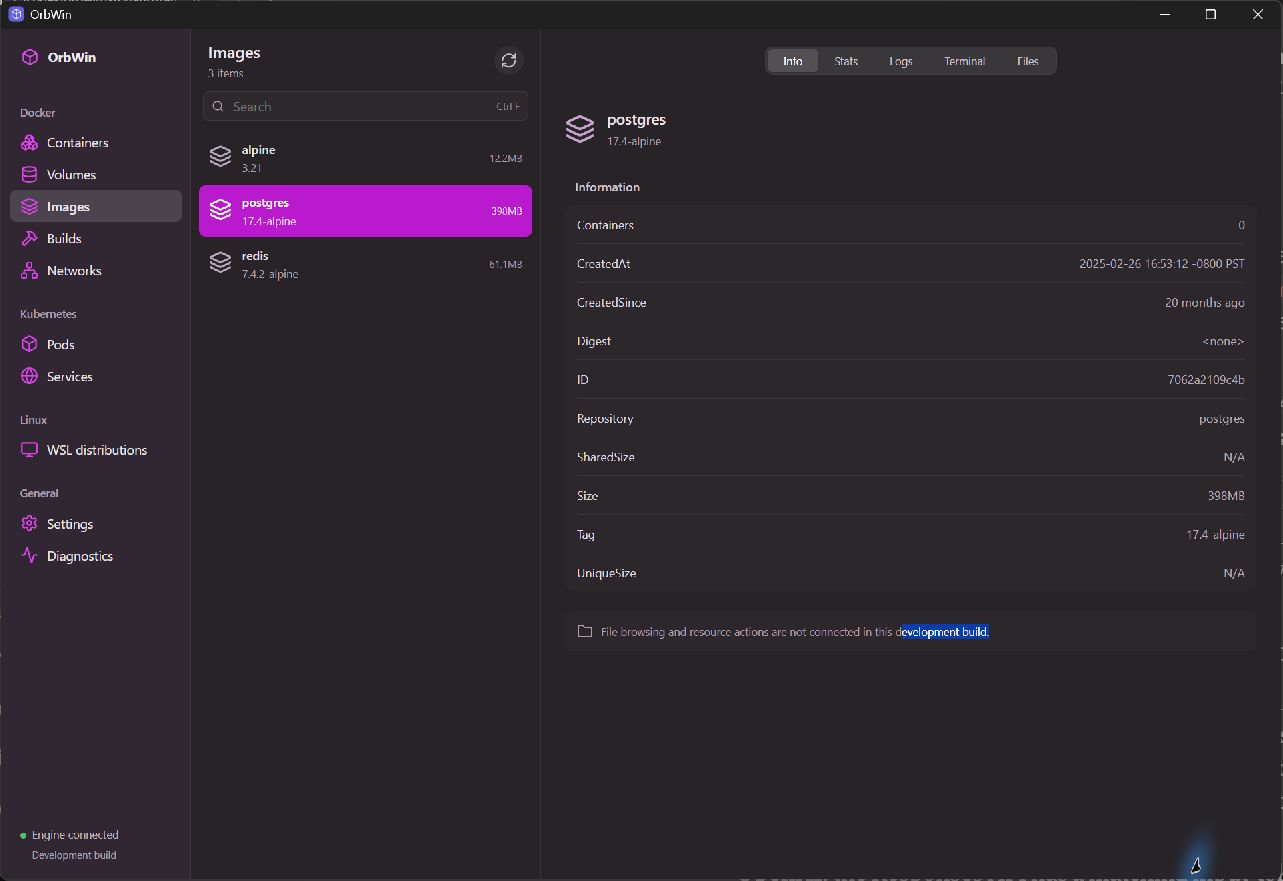 OrbWin
OrbWin
Docker
Containers
Volumes
Images
Builds
Networks
Kubernetes
Pods
Services
Linux
WSL distributions
General
Settings
Diagnostics
Engine connected
Development build
Images
3 items
Search
Ctrl F
alpine
3.21
12.2MB
postgres
17.4-alpine
398MB
redis
7.4.2-alpine
61.1MB
Info Stats Logs Terminal Files
postgres
17.4-alpine
Information
Containers 0
CreatedAt 2025-02-26 16:53:12 -0800 PST
CreatedSince 20 months ago
Digest <none>
ID 7062a2109c4b
Repository postgres
SharedSize N/A
Size 398MB
Tag 17.4-alpine
UniqueSize N/A
File browsing and resource actions are not connected in this development build.